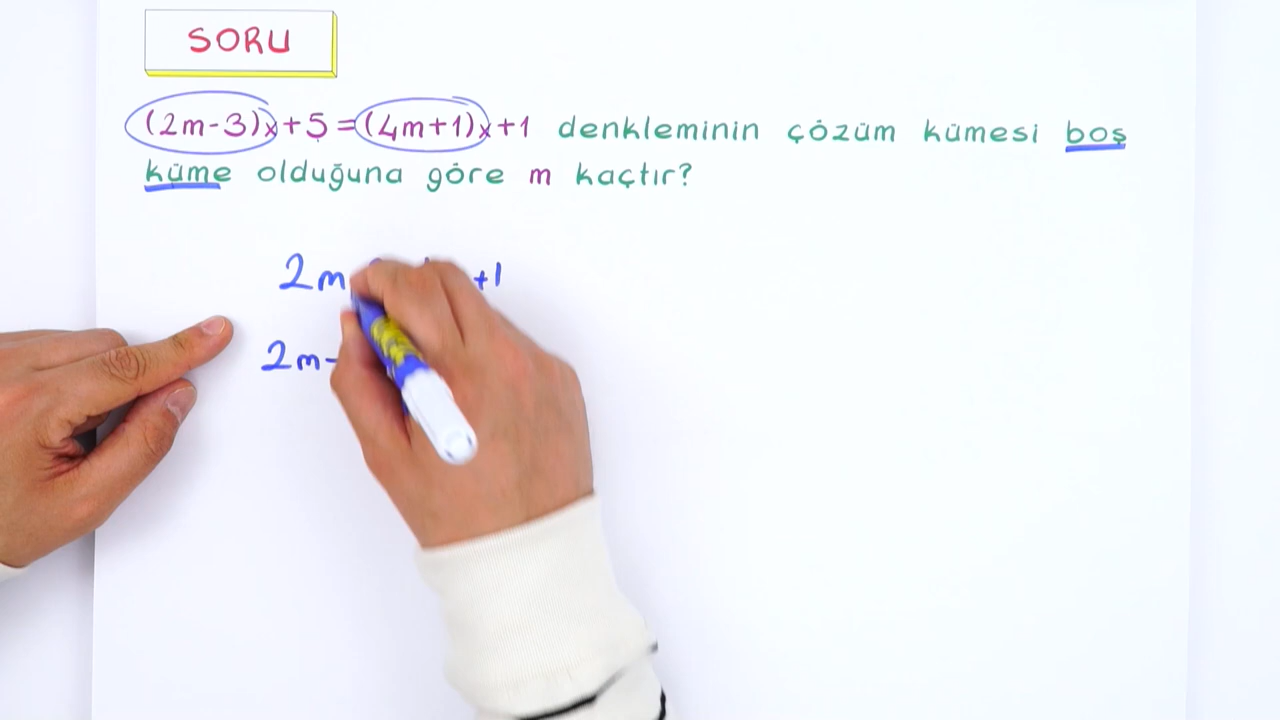 SORU
(2m-3)x+5=(4m+1)x+1 denkleminin çözüm kümesi boş
küme olduğuna göre m kaçtır?
2m +1
2m-